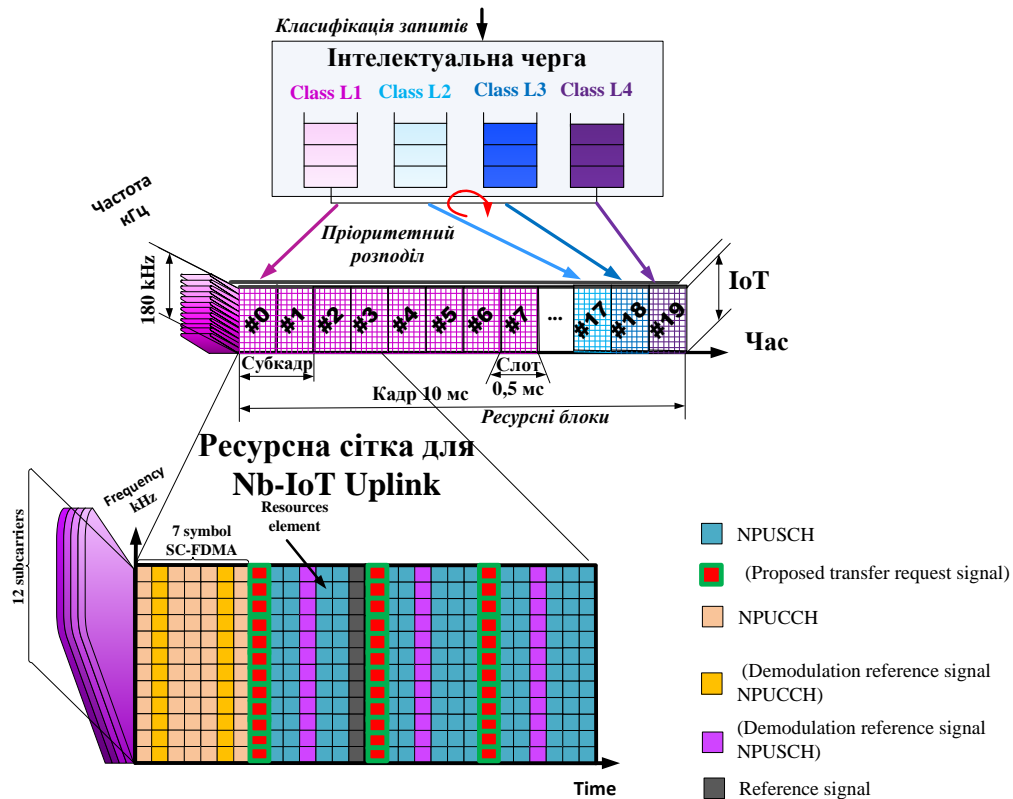 Класифікація запитів
Інтелектуальна черга
Class L1 Class L2 Class L3 Class L4
Частота
кГц
Пріоритетний
розподіл
180 kHz
IoT
#0 #1 #2 #3 #4 #5 #6 #7 ... #17 #18 #19
Час
Субкадр
Слот
0,5 мс
Кадр 10 мс
Ресурсні блоки
Ресурсна сітка для
Nb-IoT Uplink
Frequency
kHz
Resources
element
7 symbol
SC-FDMA
12 subcarriers
Time
NPUSCH
(Proposed transfer request signal)
NPUCCH
(Demodulation reference signal
NPUCCH)
(Demodulation reference signal
NPUSCH)
Reference signal